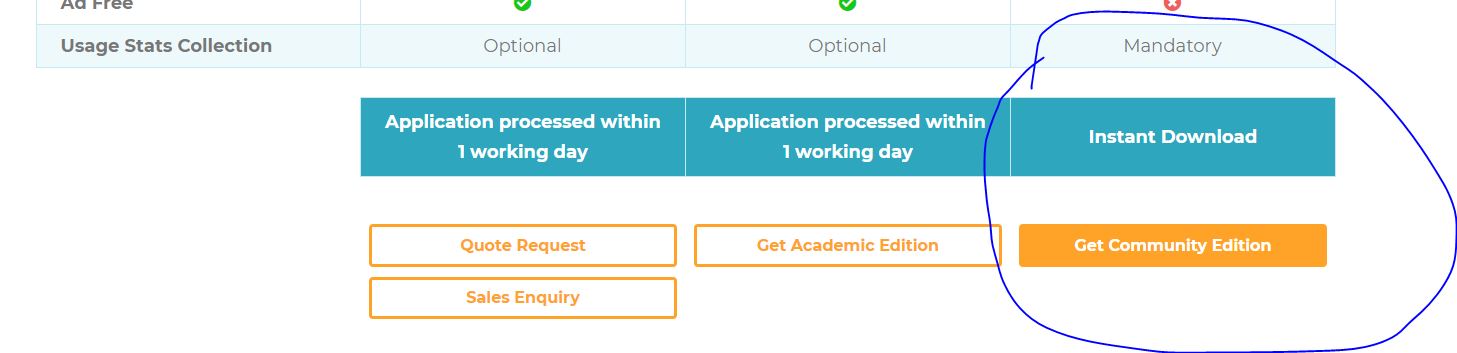 Ad Free
Usage Stats Collection Optional Optional Mandatory
Application processed within
1 working day
Application processed within
1 working day
Instant Download
Quote Request Get Academic Edition Get Community Edition
Sales Enquiry